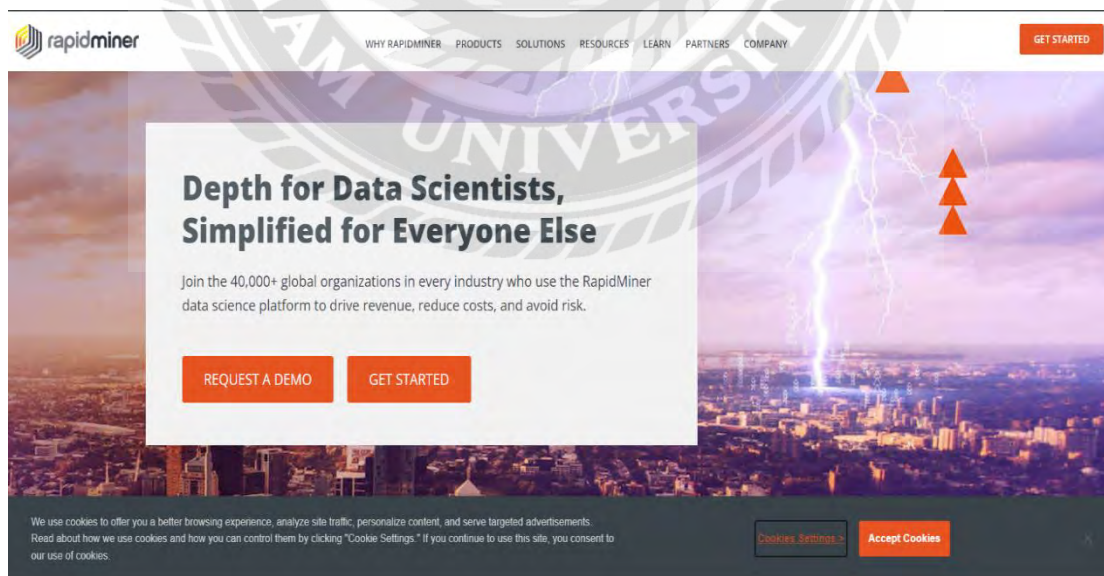 rapidminer
WHY RAPIDMINER PRODUCTS SOLUTIONS RESOURCES LEARN PARTNERS COMPANY
GET STARTED
AM UNIVERS
Depth for Data Scientists,
Simplified for Everyone Else
Join the 40,000+ global organizations in every industry who use the RapidMiner
data science platform to drive revenue, reduce costs, and avoid risk.
REQUEST A DEMO GET STARTED
We use cookies to offer you a better browsing experience, analyze site traffic, personalize content, and serve targeted advertisements.
Read about how we use cookies and how you can control them by clicking "Cookie Settings." If you continue to use this site, you consent to
our use of cookies.
Cookies Settings >
Accept Cookies
X